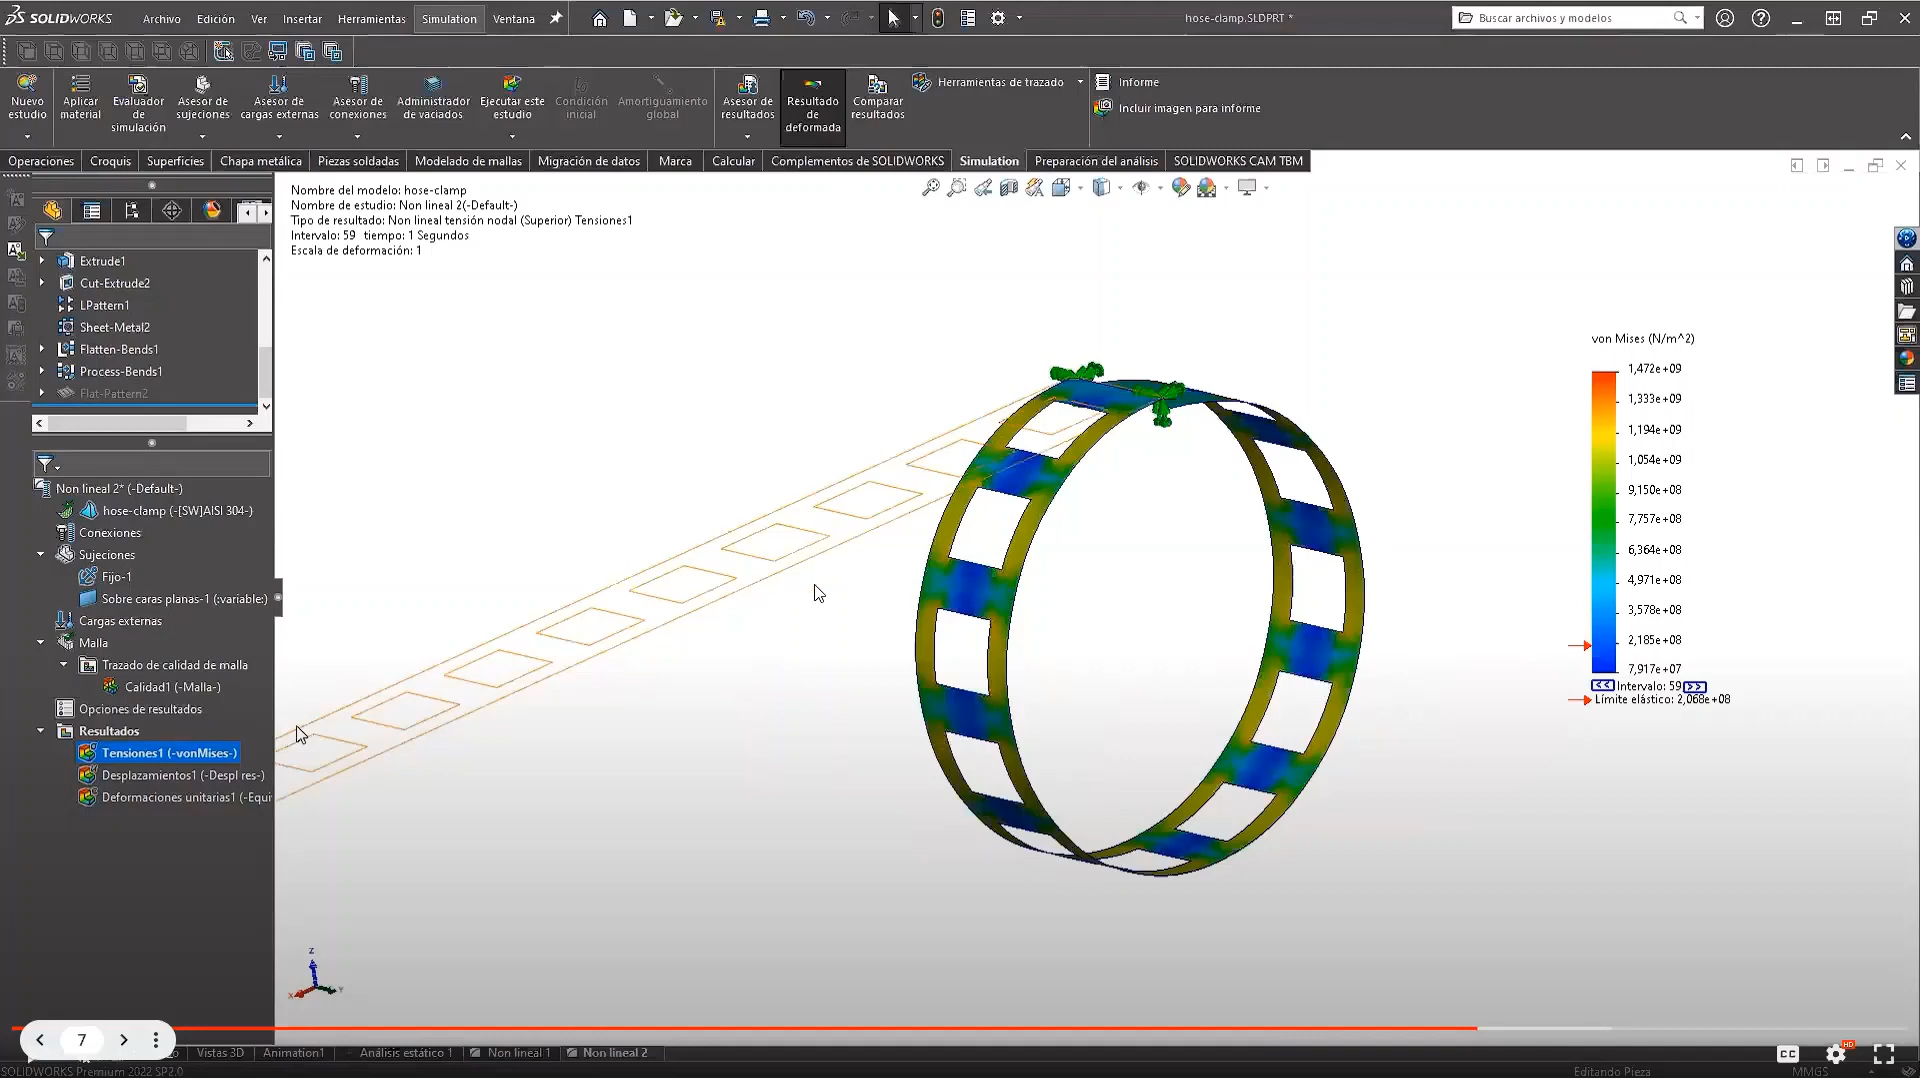 SOLIDWORKS
Archivo Edición Ver Insertar Herramientas Simulation Ventana
hose-clamp.SLDPRT *
Buscar archivos y modelos
Nuevo estudio
Aplicar material
Evaluador de simulación
Asesor de sujeciones
Asesor de cargas externas
Asesor de conexiones
Administrador de vaciados
Ejecutar este estudio
Condición inicial
Amortiguamiento global
Asesor de resultados
Resultado de deformada
Comparar resultados
Herramientas de trazado
Informe
Incluir imagen para informe
Operaciones Croquis Superficies Chapa metálica Piezas soldadas Modelado de mallas Migración de datos Marca Calcular Complementos de SOLIDWORKS Simulation Preparación del análisis SOLIDWORKS CAM TBM
Nombre del modelo: hose-clamp
Nombre de estudio: Non lineal 2(-Default-)
Tipo de resultado: Non lineal tensión nodal (Superior) Tensiones1
Intervalo: 59 tiempo: 1 Segundos
Escala de deformación: 1
Extrude1
Cut-Extrude2
LPattern1
Sheet-Metal2
Flatten-Bends1
Process-Bends1
Flat-Pattern2
Non lineal 2* (-Default-)
hose-clamp (-[SW]AISI 304-)
Conexiones
Sujeciones
Fijo-1
Sobre caras planas-1 (:variable:)
Cargas externas
Malla
Trazado de calidad de malla
Calidad1 (-Malla-)
Opciones de resultados
Resultados
Tensiones1 (-vonMises-)
Desplazamientos1 (-Despl res-)
Deformaciones unitarias1 (-Equi
von Mises (N/m^2)
1,472e+09
1,333e+09
1,194e+09
1,054e+09
9,150e+08
7,757e+08
6,364e+08
4,971e+08
3,578e+08
2,185e+08
7,917e+07
<< Intervalo: 59 >>
Límite elástico: 2,068e+08
Z
X
Y
7
Vistas 3D Animation1 Análisis estático 1 Non lineal 1 Non lineal 2
CC
HD
SOLIDWORKS Premium 2022 SP2.0
Editando Pieza
MMGS